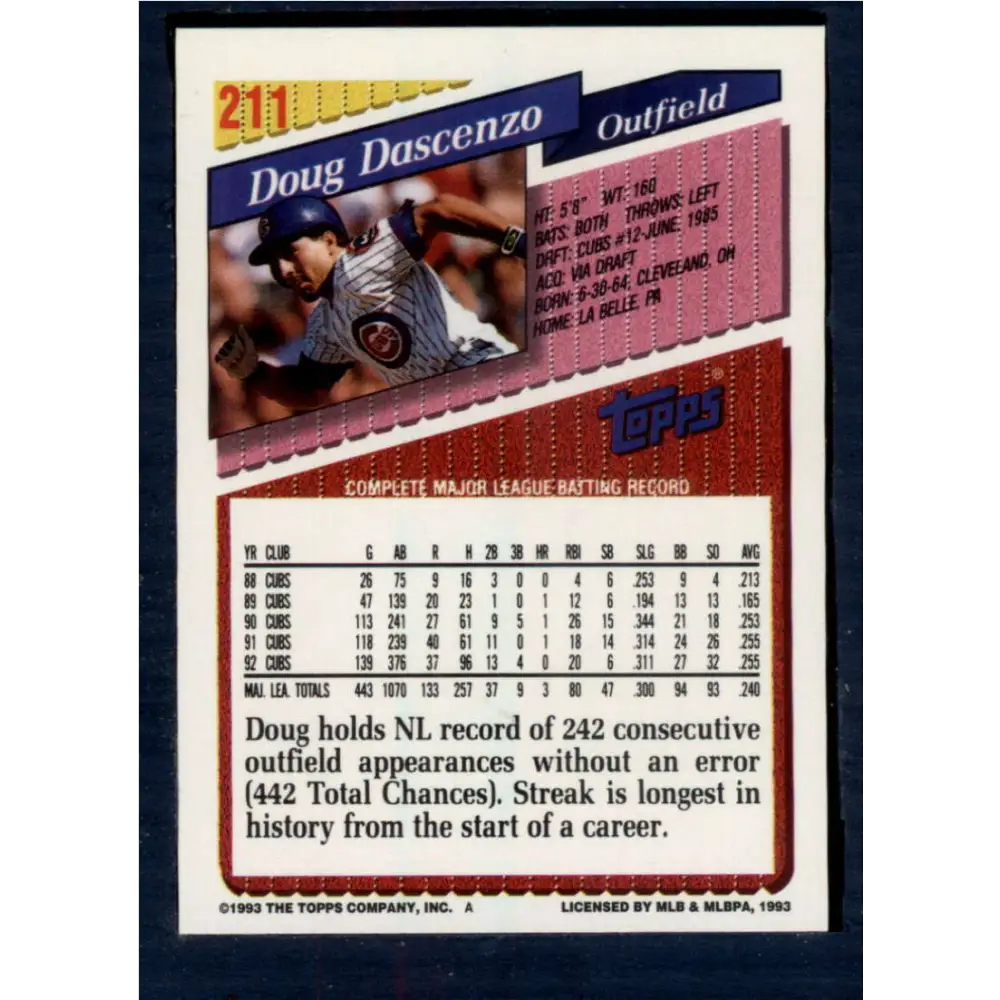 211
Doug Dascenzo
Outfield
HT: 5'8" WT: 160
BATS: BOTH THROWS: LEFT
DRFT: CUBS #12-JUNE, 1985
ACQ: VIA DRAFT
BORN: 6-30-64, CLEVELAND, OH
HOME: LA BELLE, PA
topps®
COMPLETE MAJOR LEAGUE BATTING RECORD
YR CLUB G AB R H 2B 3B HR RBI SB SLG BB SO AVG
88 CUBS 26 75 9 16 3 0 0 4 6 .253 9 4 .213
89 CUBS 47 139 20 23 1 0 1 12 6 .194 13 13 .165
90 CUBS 113 241 27 61 9 5 1 26 15 .344 21 18 .253
91 CUBS 118 239 40 61 11 0 1 18 14 .314 24 26 .255
92 CUBS 139 376 37 96 13 4 0 20 6 .311 27 32 .255
MAJ. LEA. TOTALS 443 1070 133 257 37 9 3 80 47 .300 94 93 .240
Doug holds NL record of 242 consecutive
outfield appearances without an error
(442 Total Chances). Streak is longest in
history from the start of a career.
©1993 THE TOPPS COMPANY, INC. A
LICENSED BY MLB & MLBPA, 1993